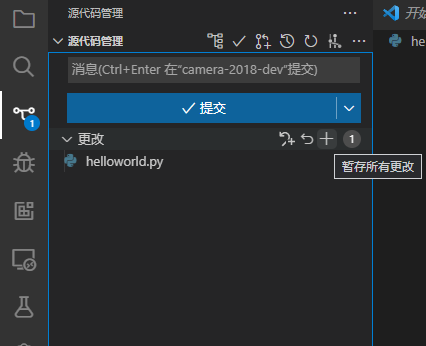 源代码管理
开始
源代码管理
he
消息(Ctrl+Enter 在“camera-2018-dev”提交)
提交
更改
1
helloworld.py
暂存所有更改
1